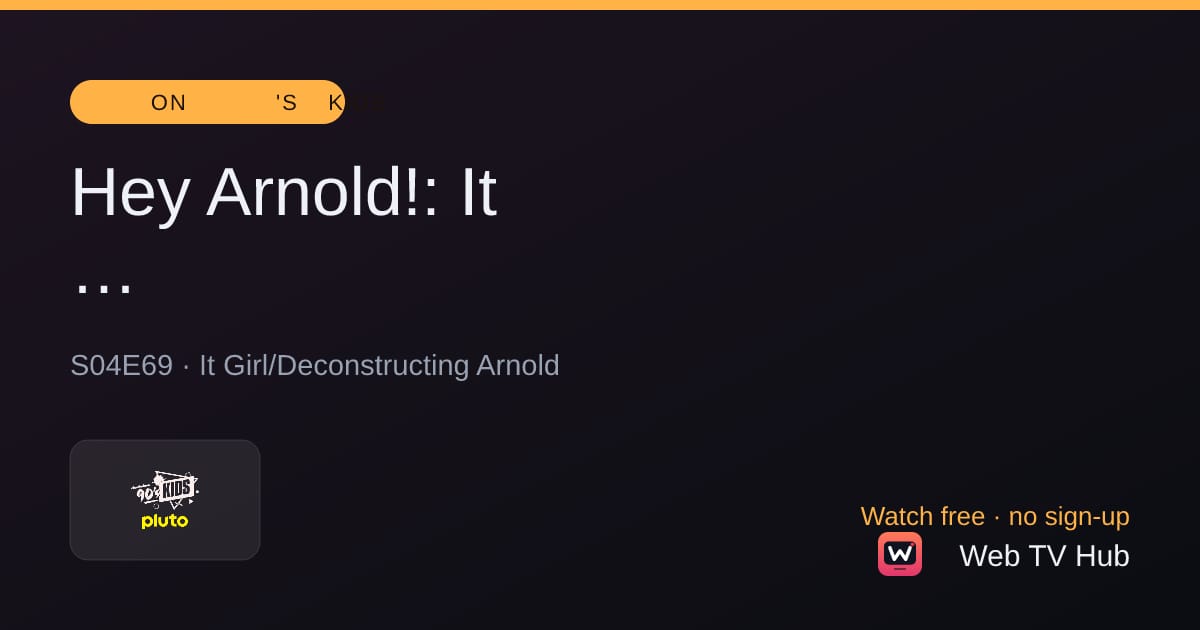 ON 'S K
Hey Arnold!: It
…
S04E69 · It Girl/Deconstructing Arnold
90's KIDS
pluto
Watch free · no sign-up
W Web TV Hub